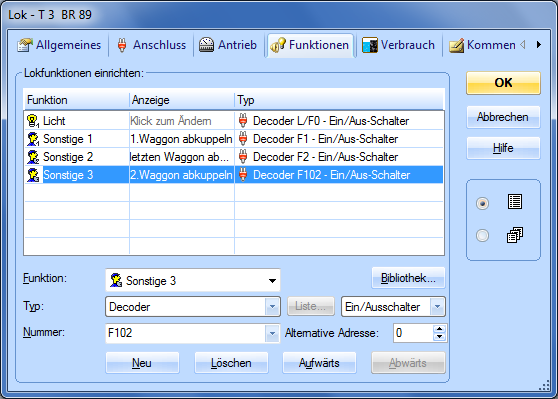 Lok - T 3 BR 89
Allgemeines Anschluss Antrieb Funktionen Verbrauch Kommen
Lokfunktionen einrichten:
Funktion Anzeige Typ
Licht Klick zum Ändern Decoder L/F0 - Ein/Aus-Schalter
Sonstige 1 1.Waggon abkuppeln Decoder F1 - Ein/Aus-Schalter
Sonstige 2 letzten Waggon ab... Decoder F2 - Ein/Aus-Schalter
Sonstige 3 2.Waggon abkuppeln Decoder F102 - Ein/Aus-Schalter
OK
Abbrechen
Hilfe
Funktion: Sonstige 3 Bibliothek...
Typ: Decoder Liste... Ein/Ausschalter
Nummer: F102 Alternative Adresse: 0
Neu Löschen Aufwärts Abwärts